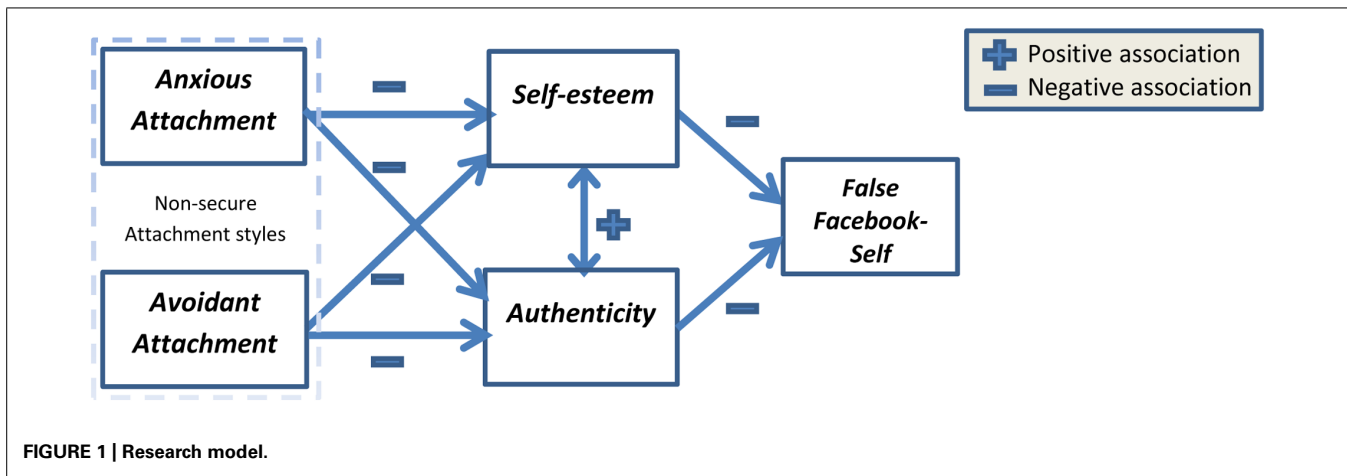 Anxious
Attachment
Non-secure
Attachment styles
Avoidant
Attachment
Self-esteem
Authenticity
False
Facebook-
Self
Positive association
Negative association
FIGURE 1 | Research model.